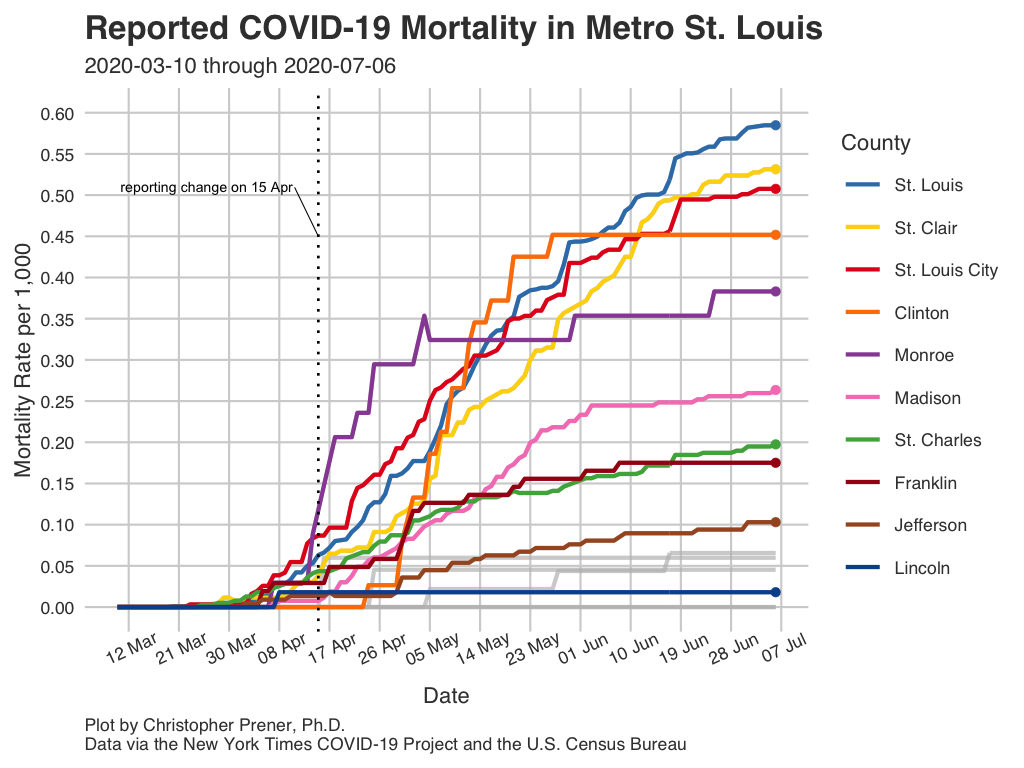 Reported COVID-19 Mortality in Metro St. Louis
2020-03-10 through 2020-07-06
Mortality Rate per 1,000
0.60
0.55
0.50
0.45
0.40
0.35
0.30
0.25
0.20
0.15
0.10
0.05
0.00
reporting change on 15 Apr
12 Mar
21 Mar
30 Mar
08 Apr
17 Apr
26 Apr
05 May
14 May
23 May
01 Jun
10 Jun
19 Jun
28 Jun
07 Jul
Date
County
St. Louis
St. Clair
St. Louis City
Clinton
Monroe
Madison
St. Charles
Franklin
Jefferson
Lincoln
Plot by Christopher Prener, Ph.D.
Data via the New York Times COVID-19 Project and the U.S. Census Bureau